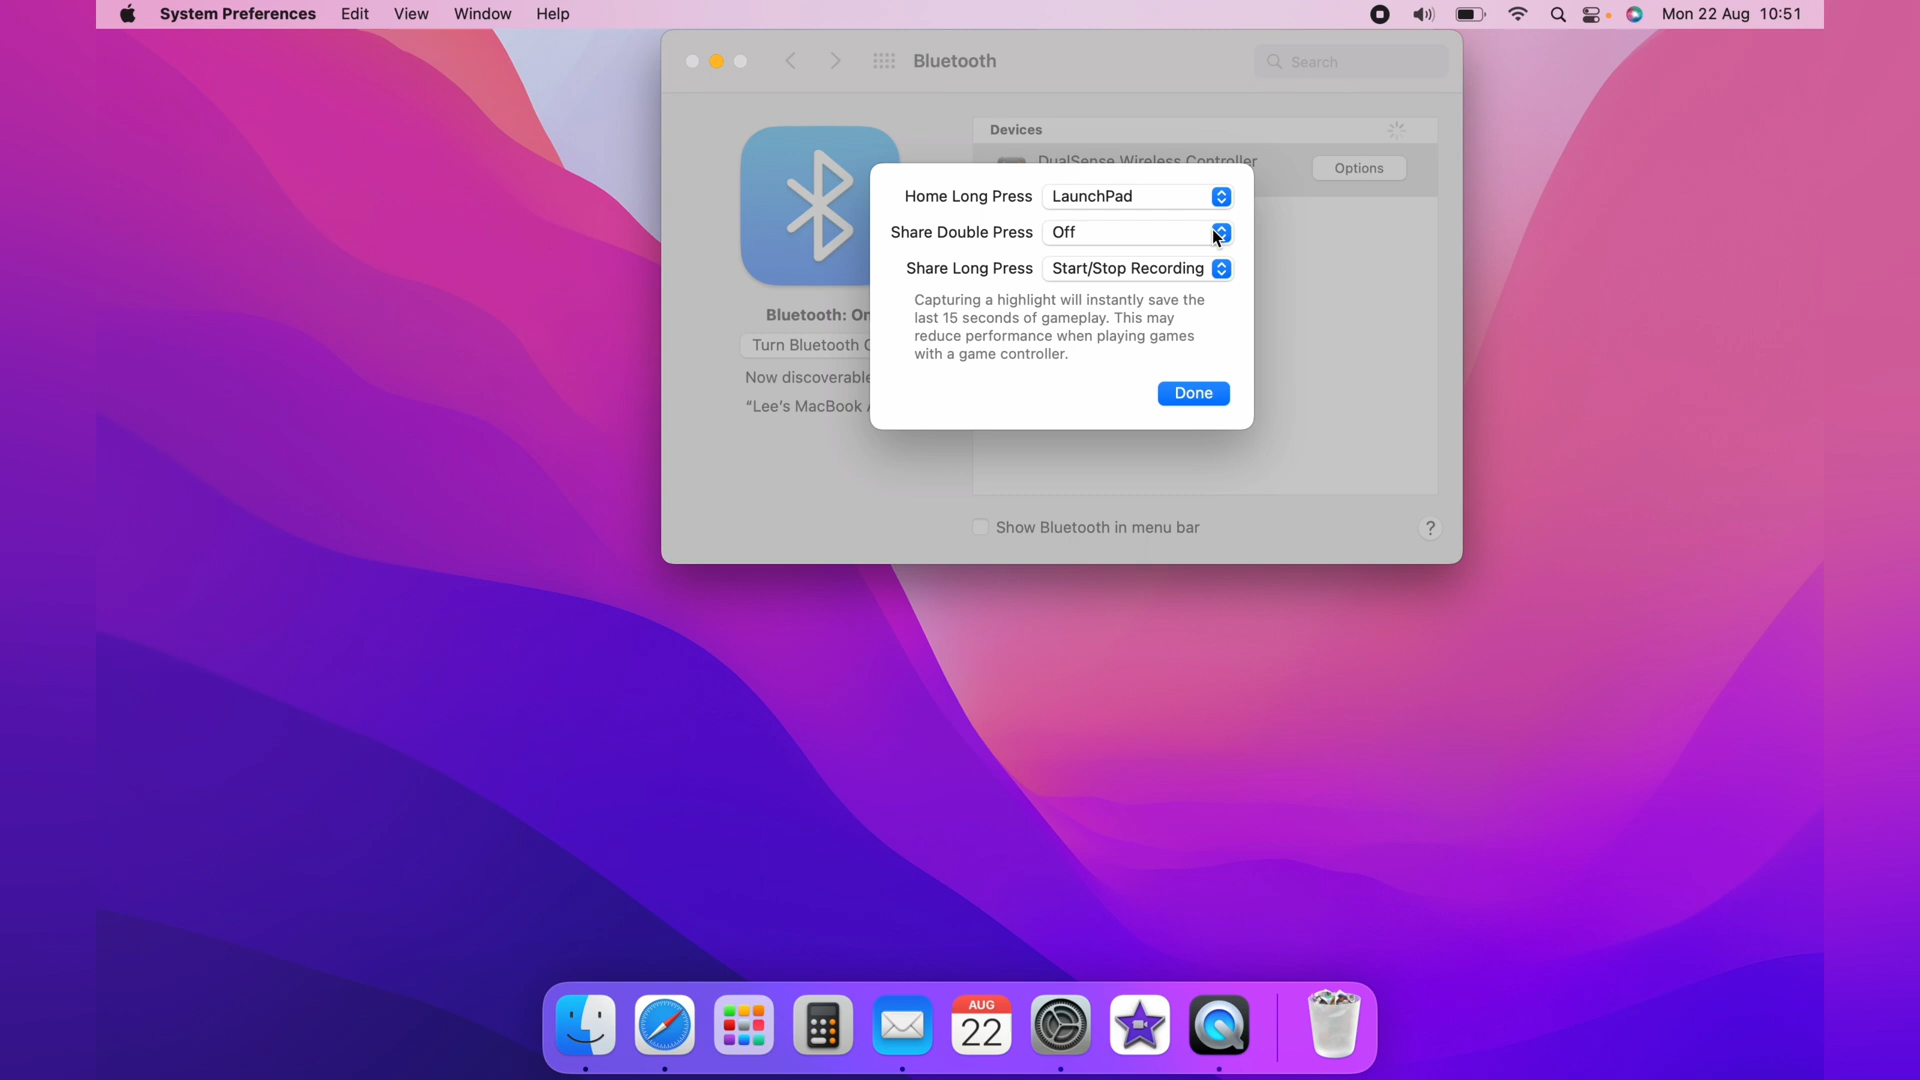 System Preferences Edit View Window Help Mon 22 Aug 10:51
Bluetooth Search
Devices
DualSense Wireless Controller
Options
Home Long Press LaunchPad
Share Double Press Off
Share Long Press Start/Stop Recording
Capturing a highlight will instantly save the
last 15 seconds of gameplay. This may
reduce performance when playing games
with a game controller.
Done
Bluetooth: On
Turn Bluetooth
Now discoverable
“Lee's MacBook
Show Bluetooth in menu bar ?
AUG
22